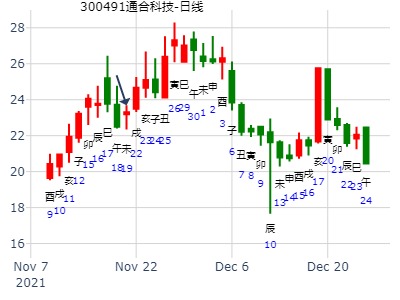 300491通合科技-日线
28
26
24
22
20
18
16
酉
9
戌
10
亥
11
子
12
卯
15
辰
16
巳
17
午
18
未
19
戌
22
亥
23
子
24
丑
25
寅
26
巳
29
午
30
未
1
申
2
酉
3
子
6
丑
7
寅
8
卯
9
辰
10
未
13
申
14
酉
15
戌
16
亥
17
寅
20
卯
21
辰
22
巳
23
午
24
Nov 7
2021
Nov 22
Dec 6
Dec 20